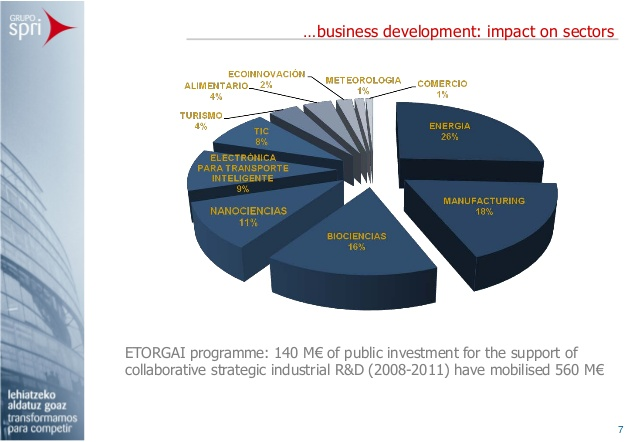 GRUPO
spri
...business development: impact on sectors
ECOINNOVACIÓN
2%
METEOROLOGIA
1%
COMERCIO
1%
ALIMENTARIO
4%
TURISMO
4%
TIC
8%
ENERGIA
26%
ELECTRÓNICA
PARA TRANSPORTE
INTELIGENTE
9%
MANUFACTURING
18%
NANOCIENCIAS
11%
BIOCIENCIAS
16%
ETORGAI programme: 140 M€ of public investment for the support of
collaborative strategic industrial R&D (2008-2011) have mobilised 560 M€
lehiatzeko
aldatuz goaz
transformamos
para competir
7